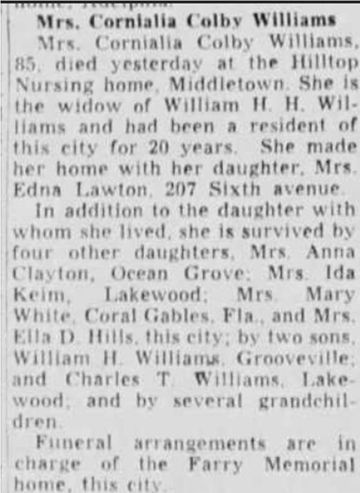 Mrs. Cornialia Colby Williams
Mrs. Cornialia Colby Williams,
85, died yesterday at the Hilltop
Nursing home, Middletown. She is
the widow of William H. H. Wil-
liams and had been a resident of
this city for 20 years. She made
her home with her daughter, Mrs.
Edna Lawton, 207 Sixth avenue.
In addition to the daughter with
whom she lived, she is survived by
four other daughters, Mrs. Anna
Clayton, Ocean Grove; Mrs. Ida
Keim, Lakewood; Mrs. Mary
White, Coral Gables, Fla., and Mrs.
Ella D. Hills, this city; by two sons,
William H. Williams, Grooveville;
and Charles T. Williams, Lake-
wood; and by several grandchil-
dren.
Funeral arrangements are in
charge of the Farry Memorial
home, this city.